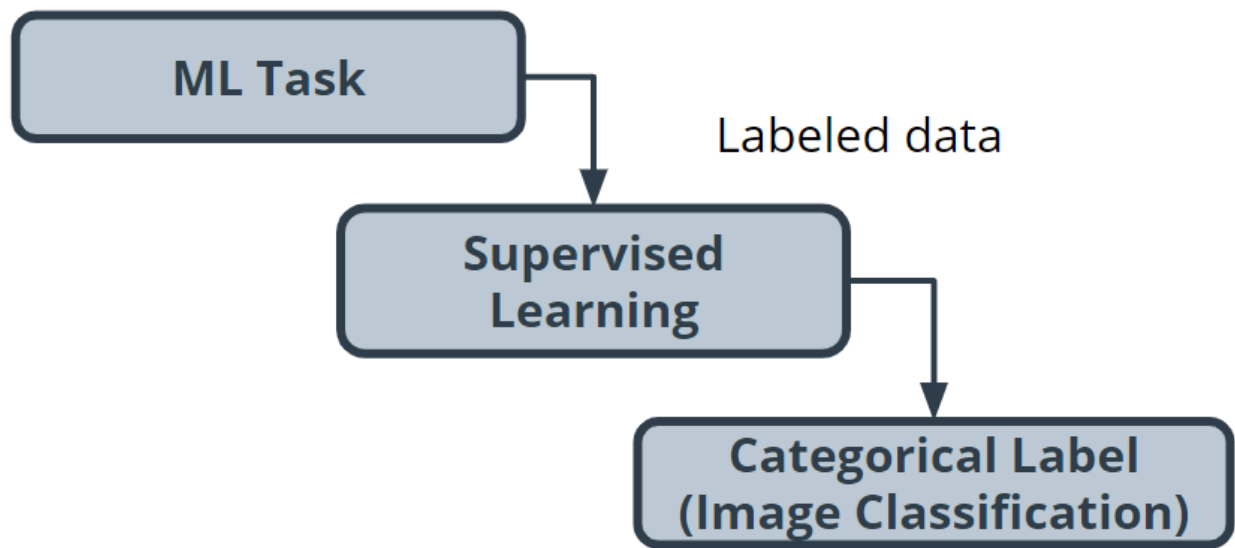 ML Task
Labeled data
Supervised
Learning
Categorical Label
(Image Classification)